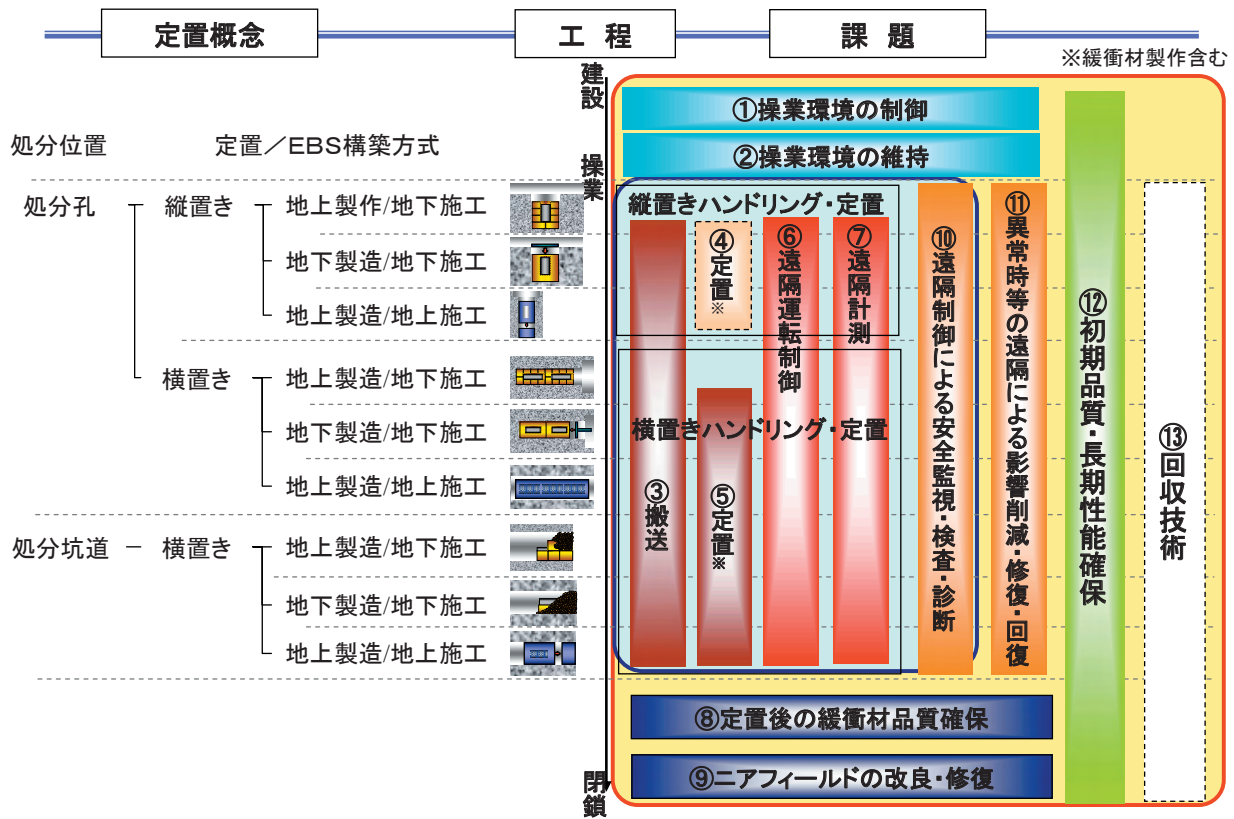 定置概念
工程
課題
※緩衝材製作含む
建設
処分位置
定置／EBS構築方式
操業
①操業環境の制御
②操業環境の維持
処分孔
縦置き
地上製作/地下施工
地下製造/地下施工
地上製造/地上施工
横置き
地上製造/地下施工
地下製造/地下施工
地上製造/地上施工
処分坑道
横置き
地上製造/地下施工
地下製造/地下施工
地上製造/地上施工
縦置きハンドリング・定置
横置きハンドリング・定置
③搬送
④定置※
⑤定置※
⑥遠隔運転制御
⑦遠隔計測
⑩遠隔制御による安全監視・検査・診断
⑪異常時等の遠隔による影響削減・修復・回復
⑫初期品質・長期性能確保
⑬回収技術
⑧定置後の緩衝材品質確保
⑨ニアフィールドの改良・修復
閉鎖